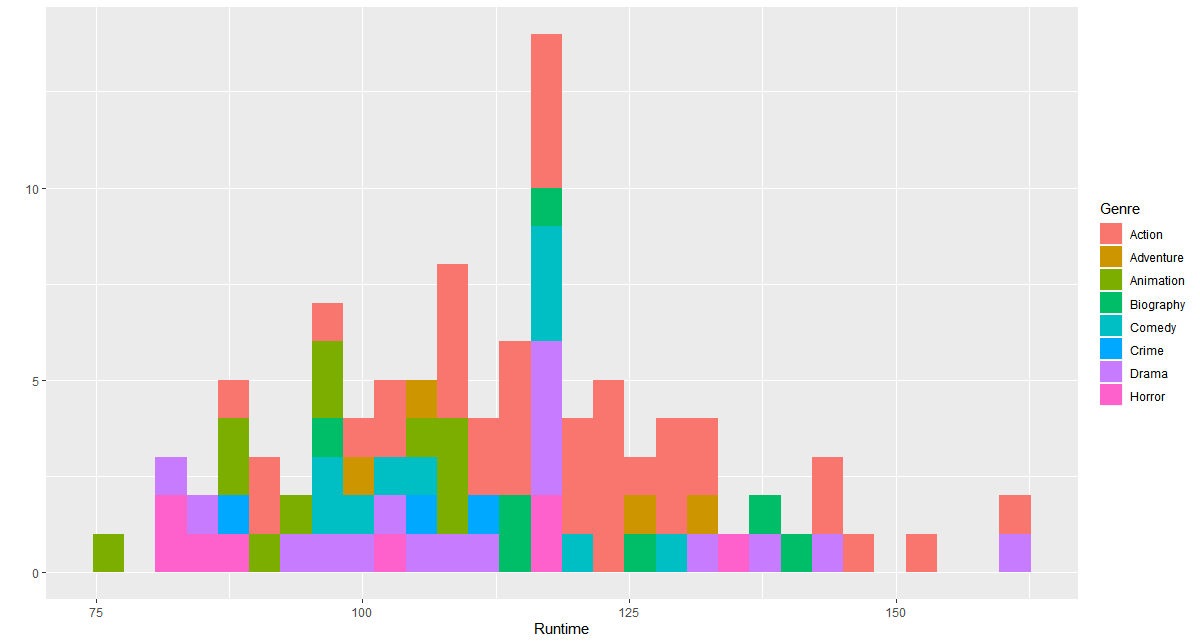 10
5
0
75
100
125
150
Runtime
Genre
Action
Adventure
Animation
Biography
Comedy
Crime
Drama
Horror